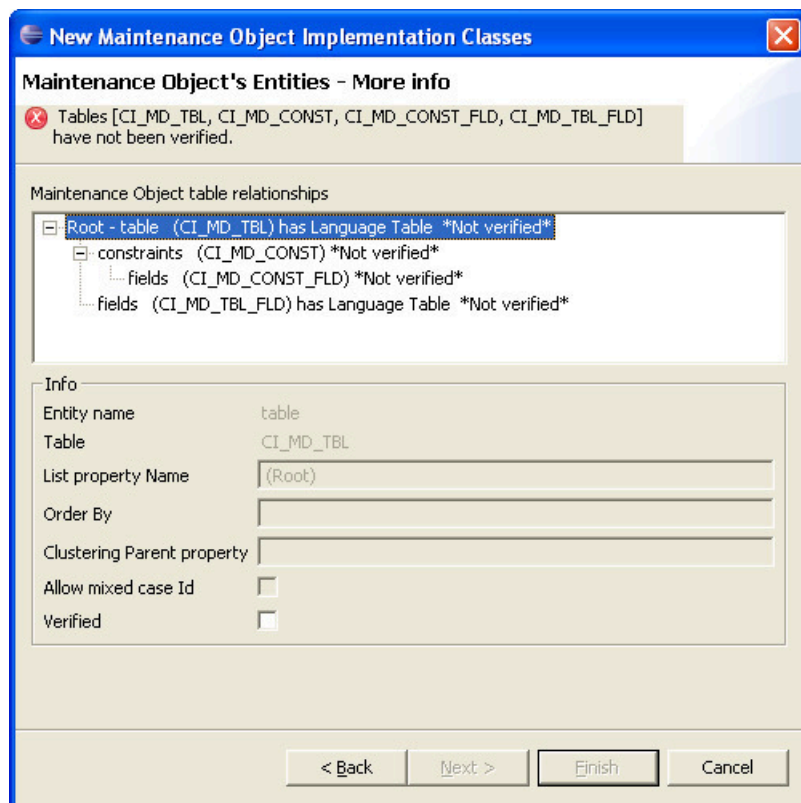 New Maintenance Object Implementation Classes
Maintenance Object's Entities - More info
Tables [CI_MD_TBL, CI_MD_CONST, CI_MD_CONST_FLD, CI_MD_TBL_FLD]
have not been verified.
Maintenance Object table relationships
Root - table (CI_MD_TBL) has Language Table *Not verified*
constraints (CI_MD_CONST) *Not verified*
fields (CI_MD_CONST_FLD) *Not verified*
fields (CI_MD_TBL_FLD) has Language Table *Not verified*
Info
Entity name table
Table CI_MD_TBL
List property Name (Root)
Order By
Clustering Parent property
Allow mixed case Id
Verified
< Back Next > Finish Cancel